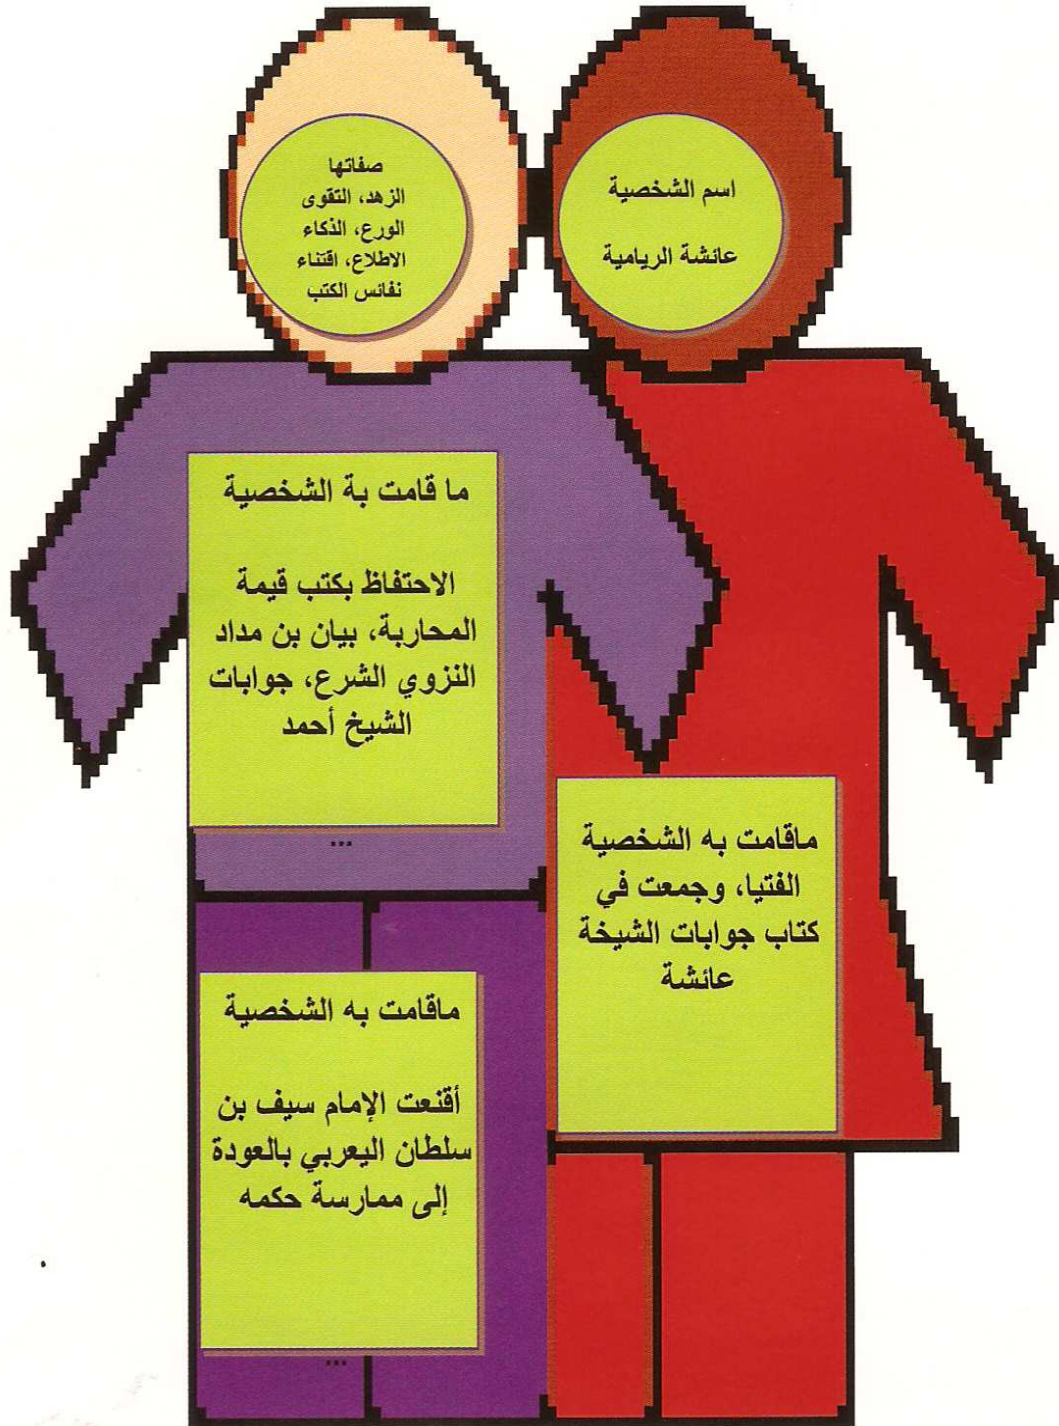 اسم الشخصية
عائشة الريامية
صفاتها
الزهد، التقوى
الورع، الذكاء
الاطلاع، اقتناء
نفائس الكتب
ما قامت بة الشخصية
الاحتفاظ بكتب قيمة
المحاربة، بيان بن مداد
النزوي الشرع، جوابات
الشيخ أحمد
...
ماقامت به الشخصية
الفتيا، وجمعت في
كتاب جوابات الشيخة
عائشة
ماقامت به الشخصية
أقنعت الإمام سيف بن
سلطان اليعربي بالعودة
إلى ممارسة حكمه
...